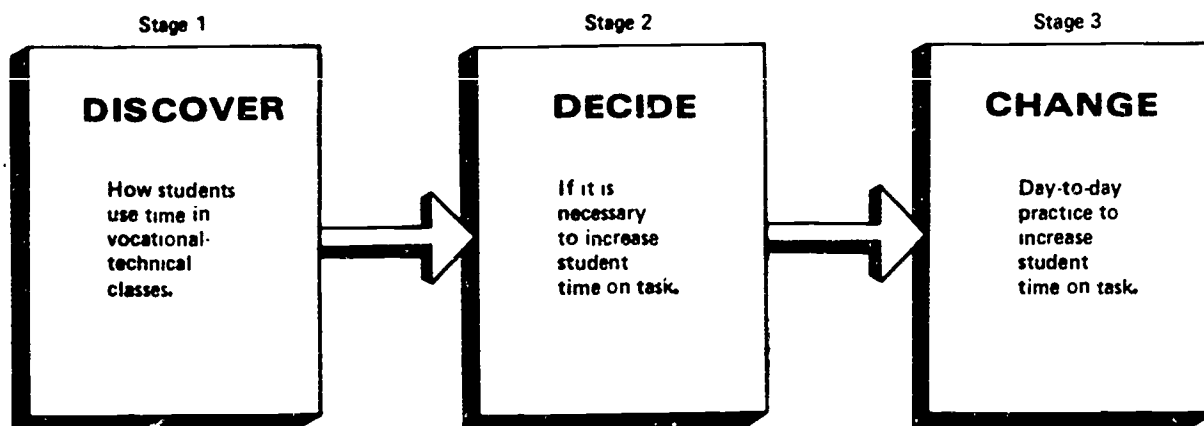 Stage 1
DISCOVER
How students
use time in
vocational-
technical
classes.
Stage 2
DECIDE
If it is
necessary
to increase
student
time on task.
Stage 3
CHANGE
Day-to-day
practice to
increase
student
time on task.